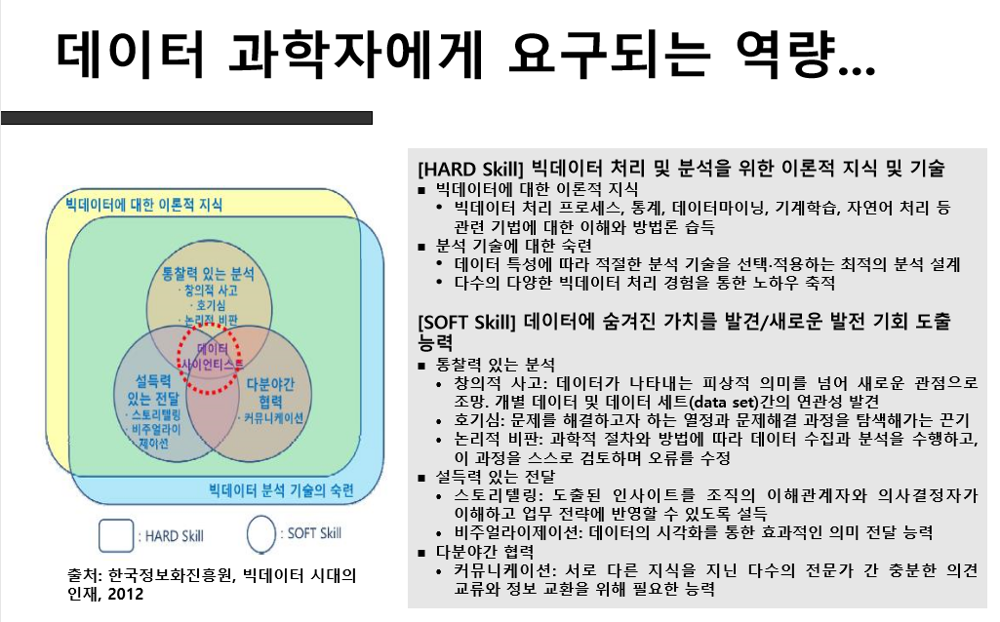 데이터 과학자에게 요구되는 역량...
빅데이터에 대한 이론적 지식
통찰력 있는 분석
· 창의적 사고
· 호기심
· 논리적 비판
데이터
사이언티스트
설득력
있는 전달
· 스토리텔링
· 비주얼라이
제이션
다분야간
협력
· 커뮤니케이션
빅데이터 분석 기술의 숙련
: HARD Skill
: SOFT Skill
출처: 한국정보화진흥원, 빅데이터 시대의
인재, 2012
[HARD Skill] 빅데이터 처리 및 분석을 위한 이론적 지식 및 기술
▪ 빅데이터에 대한 이론적 지식
• 빅데이터 처리 프로세스, 통계, 데이터마이닝, 기계학습, 자연어 처리 등
관련 기법에 대한 이해와 방법론 습득
▪ 분석 기술에 대한 숙련
• 데이터 특성에 따라 적절한 분석 기술을 선택·적용하는 최적의 분석 설계
• 다수의 다양한 빅데이터 처리 경험을 통한 노하우 축적
[SOFT Skill] 데이터에 숨겨진 가치를 발견/새로운 발전 기회 도출
능력
▪ 통찰력 있는 분석
• 창의적 사고: 데이터가 나타내는 피상적 의미를 넘어 새로운 관점으로
조망. 개별 데이터 및 데이터 세트(data set)간의 연관성 발견
• 호기심: 문제를 해결하고자 하는 열정과 문제해결 과정을 탐색해가는 끈기
• 논리적 비판: 과학적 절차와 방법에 따라 데이터 수집과 분석을 수행하고,
이 과정을 스스로 검토하며 오류를 수정
▪ 설득력 있는 전달
• 스토리텔링: 도출된 인사이트를 조직의 이해관계자와 의사결정자가
이해하고 업무 전략에 반영할 수 있도록 설득
• 비주얼라이제이션: 데이터의 시각화를 통한 효과적인 의미 전달 능력
▪ 다분야간 협력
• 커뮤니케이션: 서로 다른 지식을 지닌 다수의 전문가 간 충분한 의견
교류와 정보 교환을 위해 필요한 능력